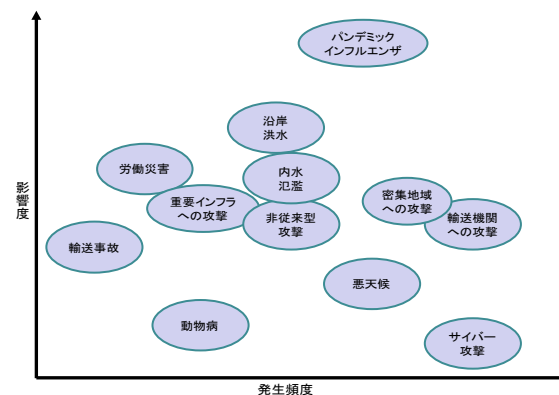 パンデミック
インフルエンザ
沿岸
洪水
労働災害
内水
氾濫
重要インフラ
への攻撃
非従来型
攻撃
密集地域
への攻撃
輸送機関
への攻撃
輸送事故
悪天候
動物病
サイバー
攻撃
影響度
発生頻度